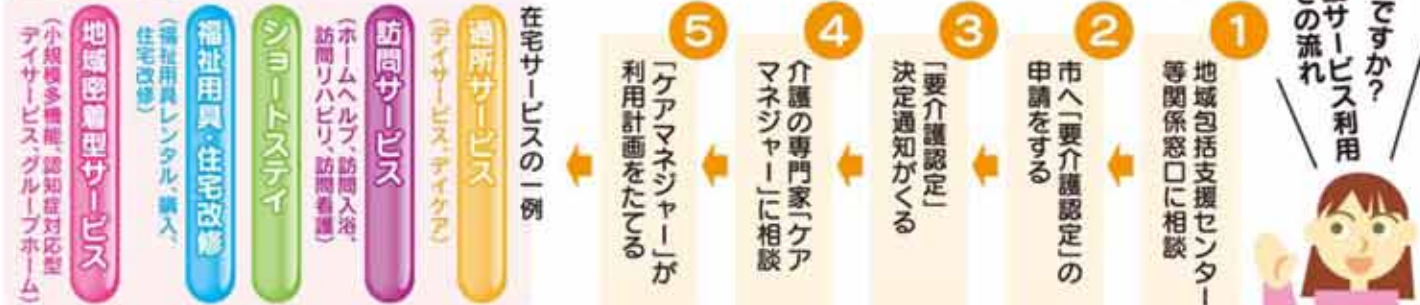 ですか?
サービス利用
の流れ
1
地域包括支援センター
等関係窓口に相談
2
市へ「要介護認定」の
申請をする
3
「要介護認定」
決定通知がくる
4
介護の専門家「ケア
マネジャー」に相談
5
「ケアマネジャー」が
利用計画をたてる
在宅サービスの一例
通所サービス
(デイサービス、デイケア)
訪問サービス
(ホームヘルプ、訪問入浴、
訪問リハビリ、訪問看護)
ショートステイ
福祉用具・住宅改修
(福祉用具レンタル、購入、
住宅改修)
地域密着型サービス
(小規模多機能、認知症対応型
デイサービス、グループホーム)